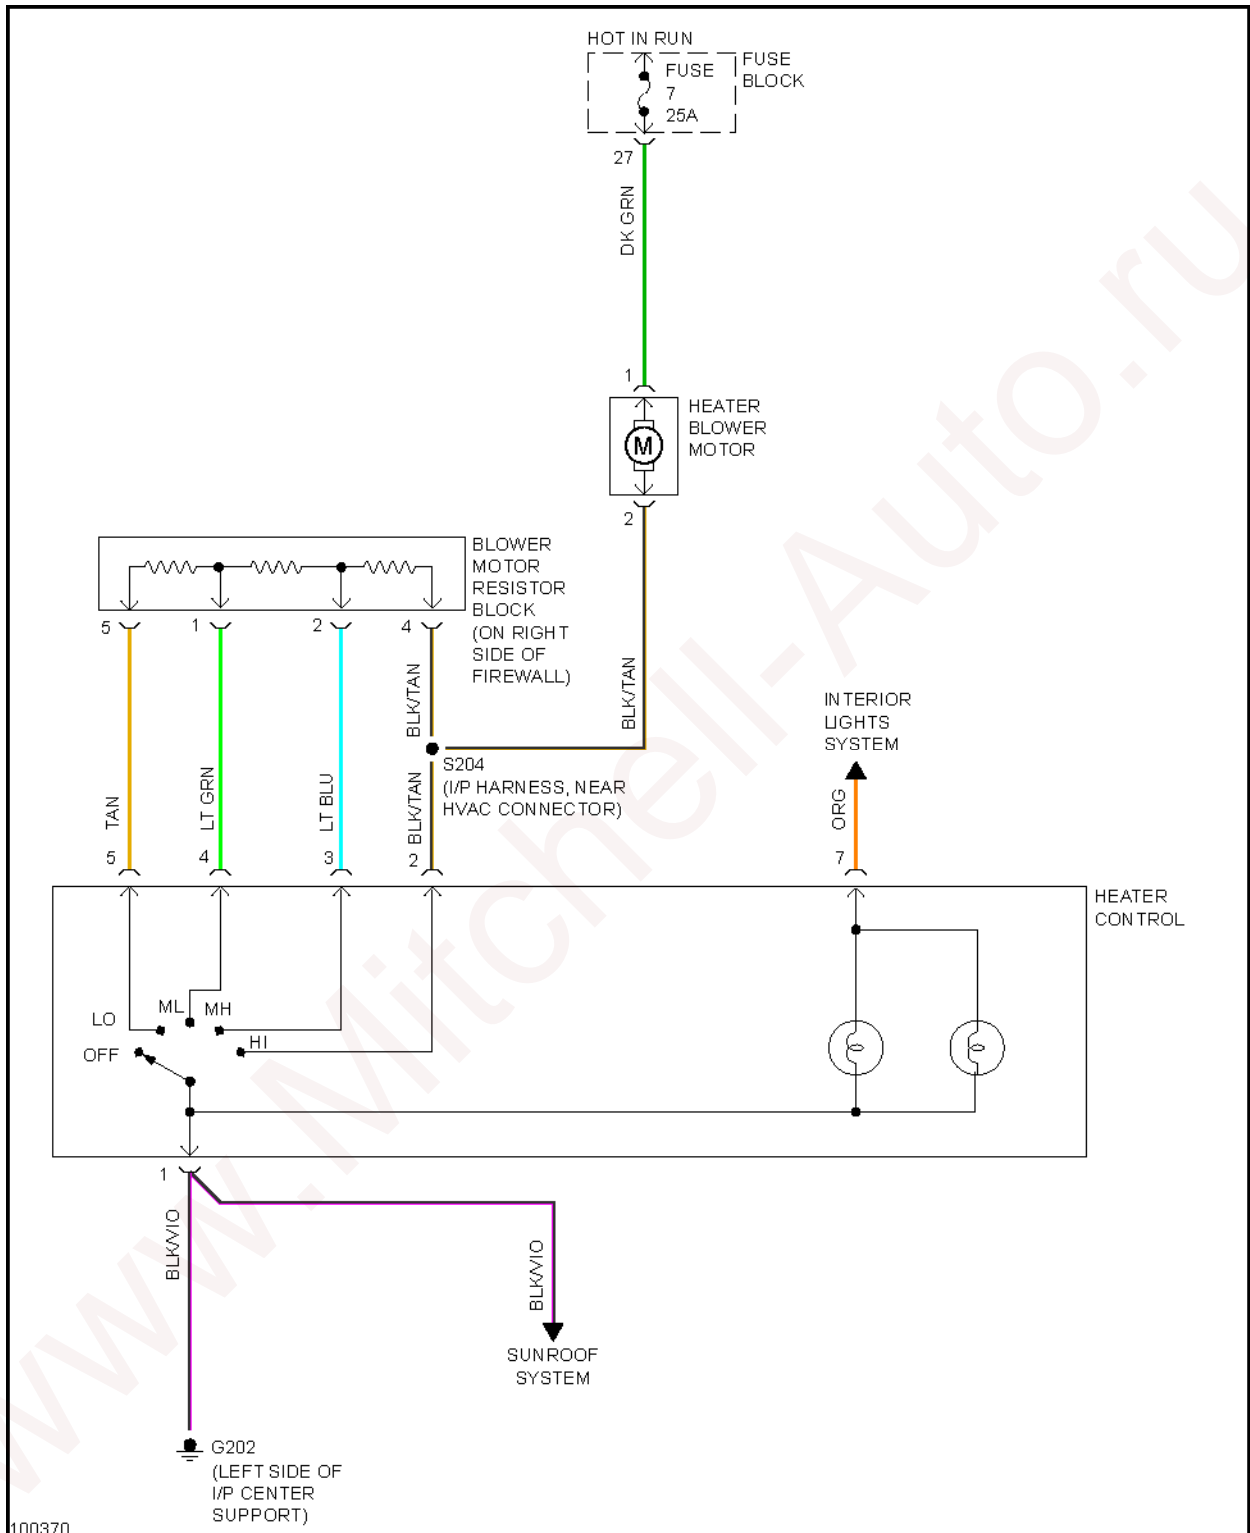 HOT IN RUN
FUSE
7
25A
FUSE
BLOCK
27
DK GRN
1
HEATER
BLOWER
MOTOR
M
2
BLK/TAN
BLOWER
MOTOR
RESISTOR
BLOCK
(ON RIGHT
SIDE OF
FIREWALL)
5
1
2
4
BLK/TAN
S204
(I/P HARNESS, NEAR
HVAC CONNECTOR)
TAN
LT GRN
LT BLU
BLK/TAN
5
4
3
2
INTERIOR
LIGHTS
SYSTEM
ORG
7
HEATER
CONTROL
LO
ML
MH
HI
OFF
1
BLK/VIO
BLK/VIO
SUNROOF
SYSTEM
G202
(LEFT SIDE OF
I/P CENTER
SUPPORT)
100370
www.Mitchell-Auto.ru